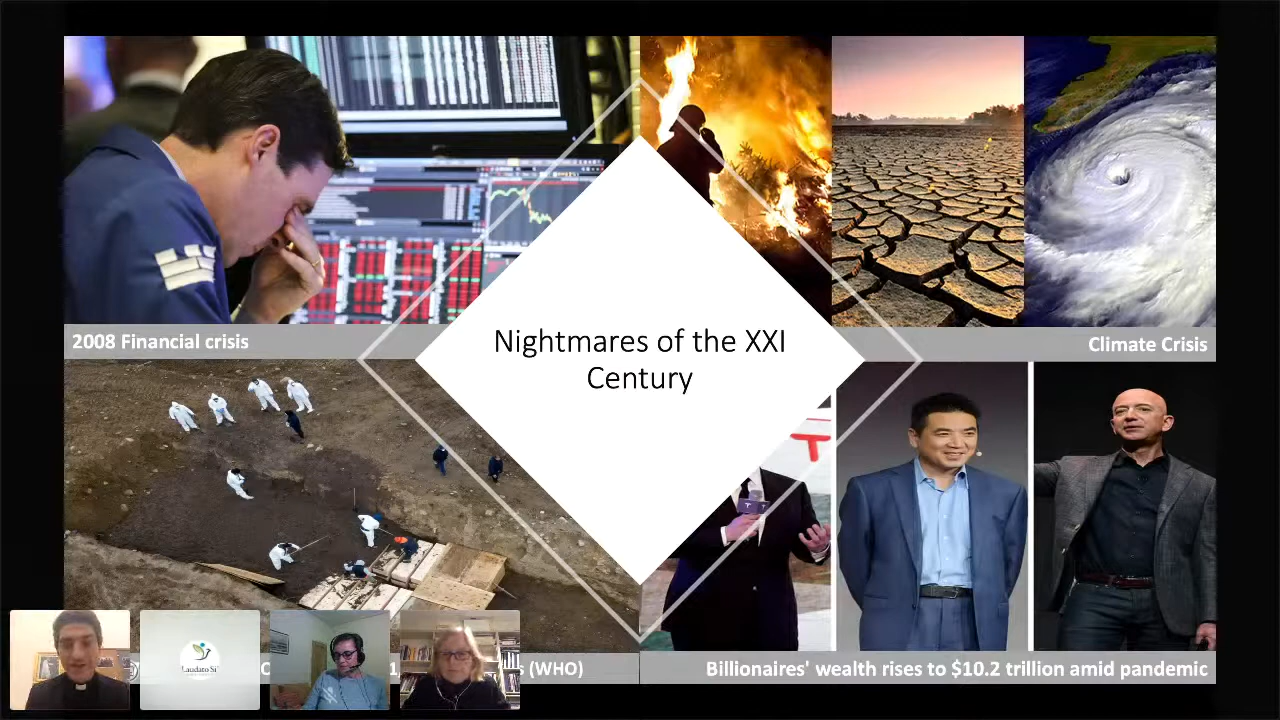 2008 Financial crisis
Climate Crisis
Nightmares of the XXI
Century
(WHO)
Billionaires' wealth rises to $10.2 trillion amid pandemic
Laudato Si'